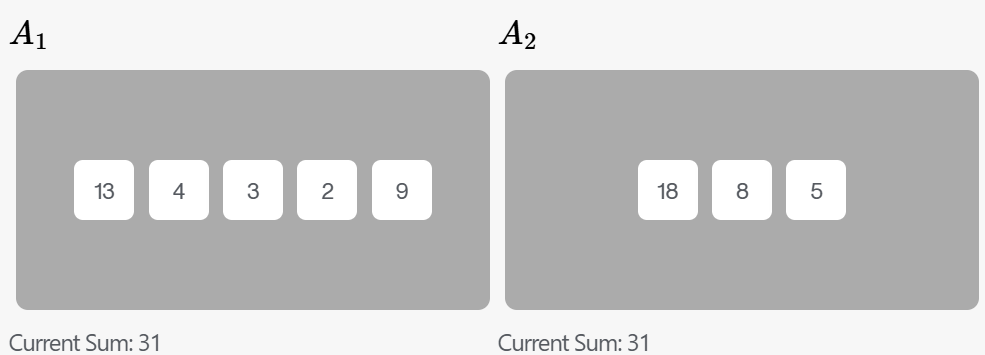 A₁
13 4 3 2 9
Current Sum: 31
A₂
18 8 5
Current Sum: 31